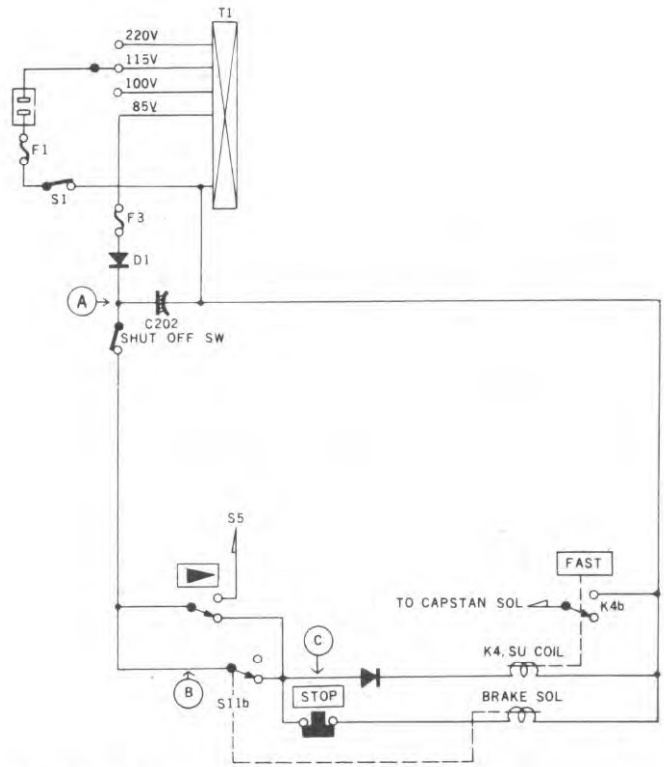 T1
220V
115V
100V
85V
F1
S1
F3
D1
A
C202
SHUT OFF SW
S5
FAST
TO CAPSTAN SOL
K4b
C
K4, SU COIL
B
S11b
STOP
BRAKE SOL